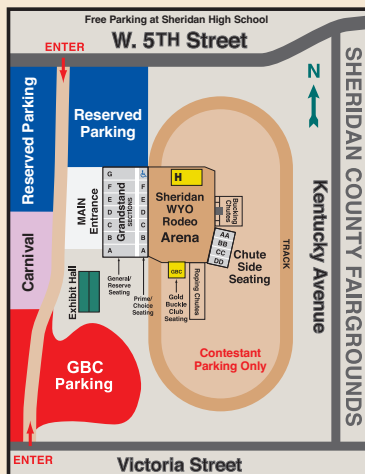 Free Parking at Sheridan High School
ENTER
W. 5TH Street
N
Reserved Parking
Reserved
Parking
SHERIDAN COUNTY FAIRGROUNDS
Kentucky Avenue
MAIN
Entrance
G
F
E
D
C
B
A
Grandstand
SECTIONS
F
E
D
C
B
A
H
Sheridan
WYO
Rodeo
Arena
Bucking
Chutes
AA
BB
CC
DD
Chute
Side
Seating
TRACK
Carnival
Exhibit Hall
General/
Reserve
Seating
Prime/
Choice
Seating
GBC
Gold
Buckle
Club
Seating
Roping Chutes
GBC
Parking
Contestant
Parking Only
ENTER
Victoria Street